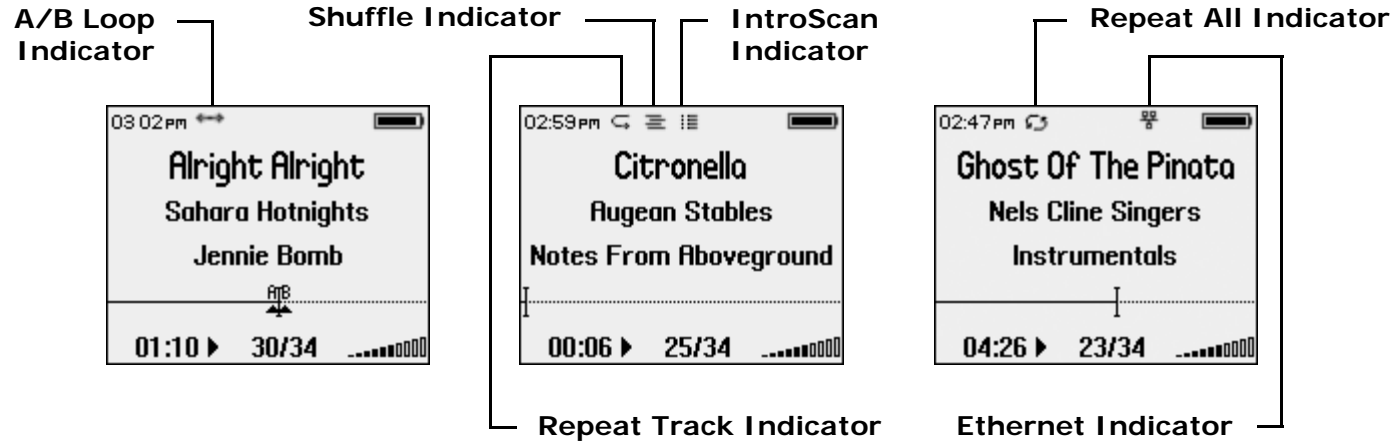 A/B Loop
Indicator
Shuffle Indicator
IntroScan
Indicator
Repeat All Indicator
03 02PM
Alright Alright
Sahara Hotnights
Jennie Bomb
A B
01:10 30/34
02:59PM
Citronella
Augean Stables
Notes From Aboveground
00:06 25/34
02:47PM
Ghost Of The Pinata
Nels Cline Singers
Instrumentals
04:26 23/34
Repeat Track Indicator
Ethernet Indicator